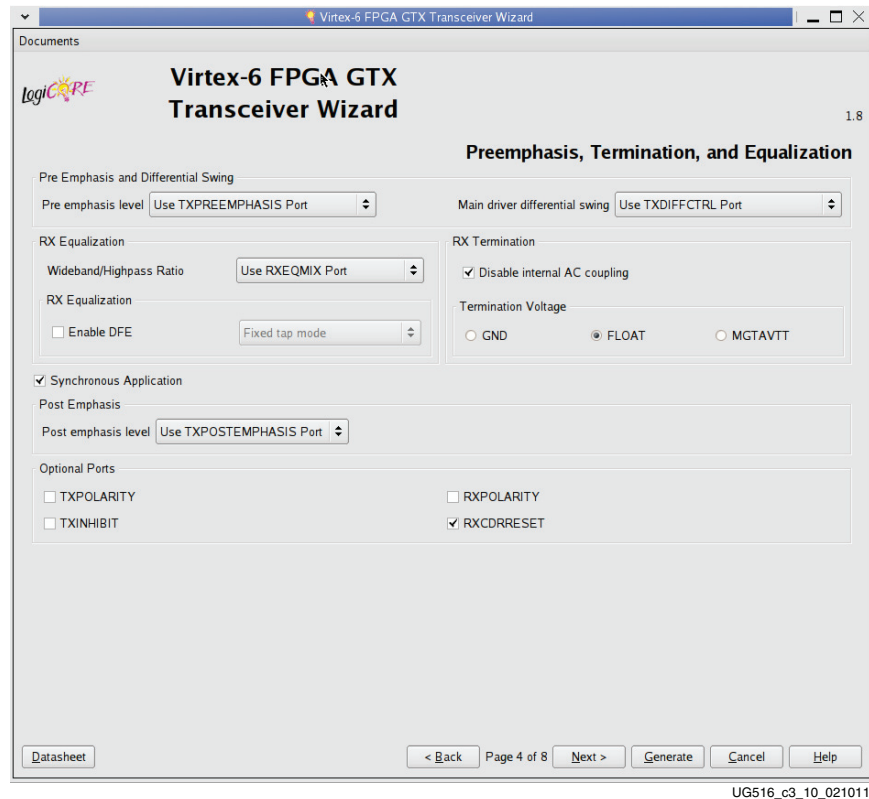 Virtex-6 FPGA GTX Transceiver Wizard
Documents
logiCORE
Virtex-6 FPGA GTX
Transceiver Wizard
1.8
Preemphasis, Termination, and Equalization
Pre Emphasis and Differential Swing
Pre emphasis level Use TXPREEMPHASIS Port Main driver differential swing Use TXDIFFCTRL Port
RX Equalization RX Termination
Wideband/Highpass Ratio Use RXEQMIX Port Disable internal AC coupling
RX Equalization Termination Voltage
Enable DFE Fixed tap mode GND FLOAT MGTAVTT
Synchronous Application
Post Emphasis
Post emphasis level Use TXPOSTEMPHASIS Port
Optional Ports
TXPOLARITY RXPOLARITY
TXINHIBIT RXCDRRESET
Datasheet < Back Page 4 of 8 Next > Generate Cancel Help
UG516_c3_10_021011